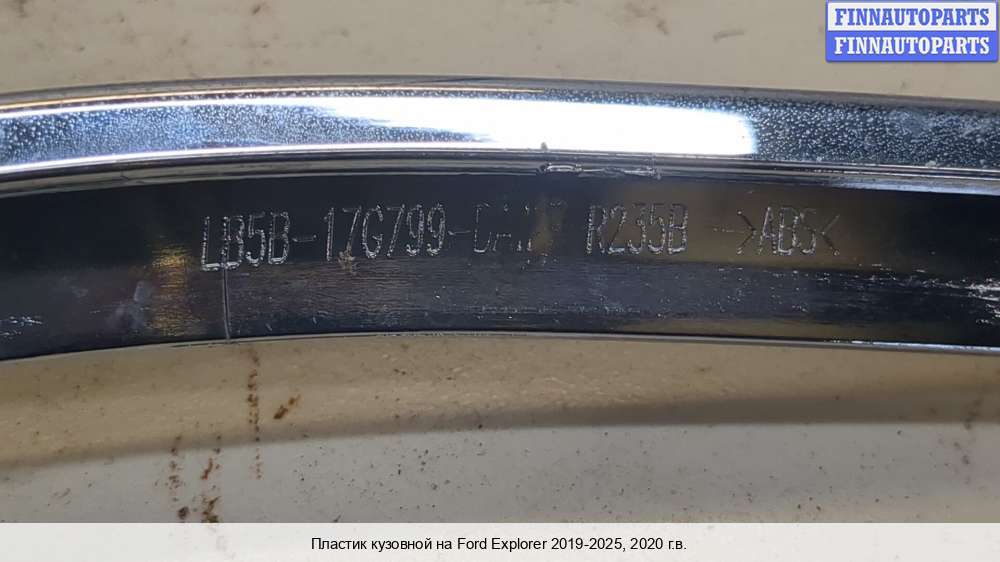 FINNAUTOPARTS
FINNAUTOPARTS
LB5B-17G799- R235B >ABS<
Пластик кузовной на Ford Explorer 2019-2025, 2020 г.в.